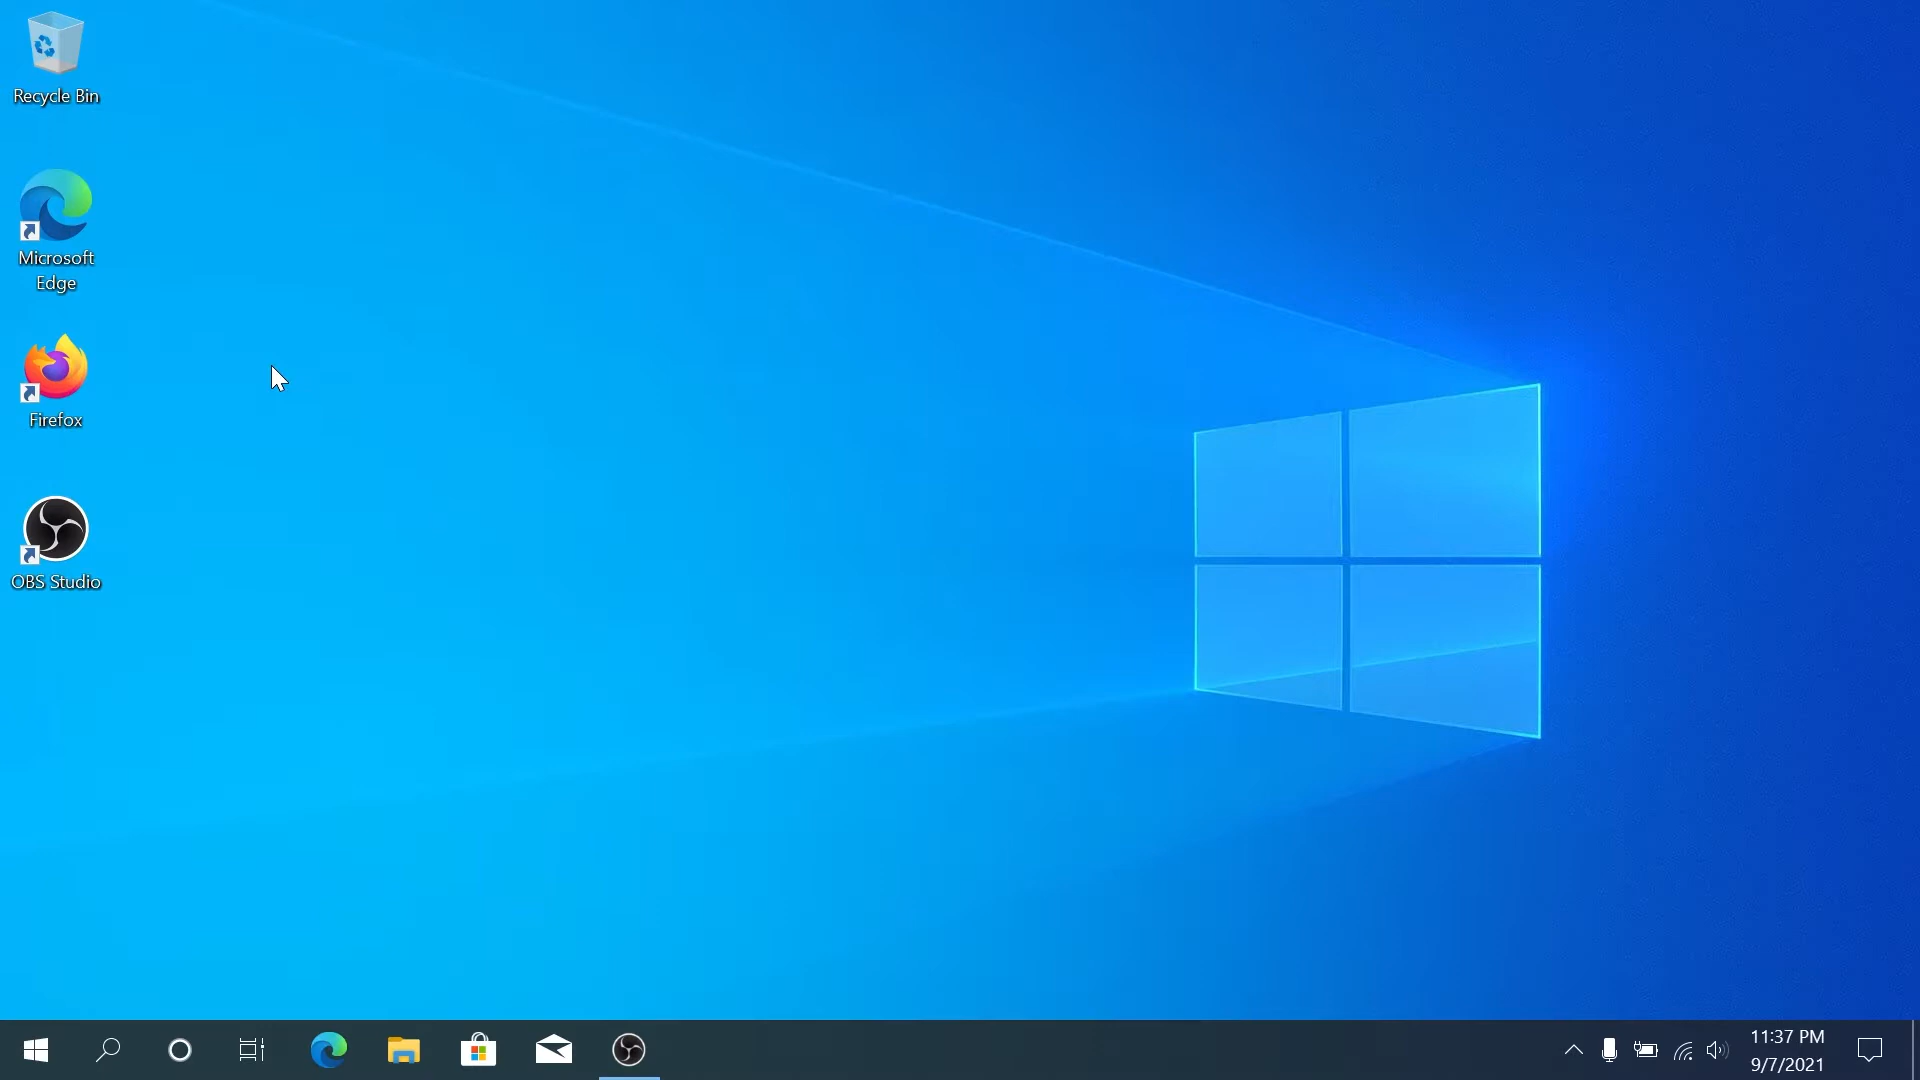 Recycle Bin
Microsoft
Edge
Firefox
OBS Studio
11:37 PM
9/7/2021